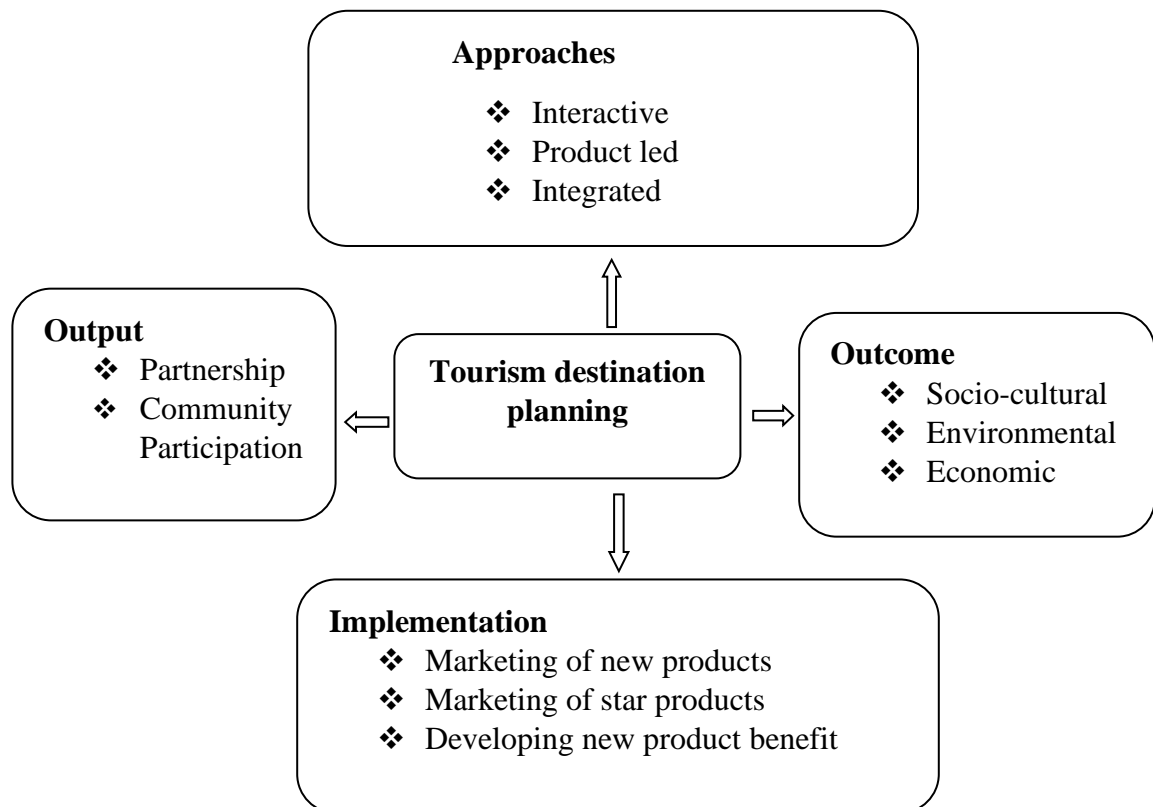 Approaches
❖ Interactive
❖ Product led
❖ Integrated
Output
❖ Partnership
❖ Community
Participation
Tourism destination
planning
Outcome
❖ Socio-cultural
❖ Environmental
❖ Economic
Implementation
❖ Marketing of new products
❖ Marketing of star products
❖ Developing new product benefit